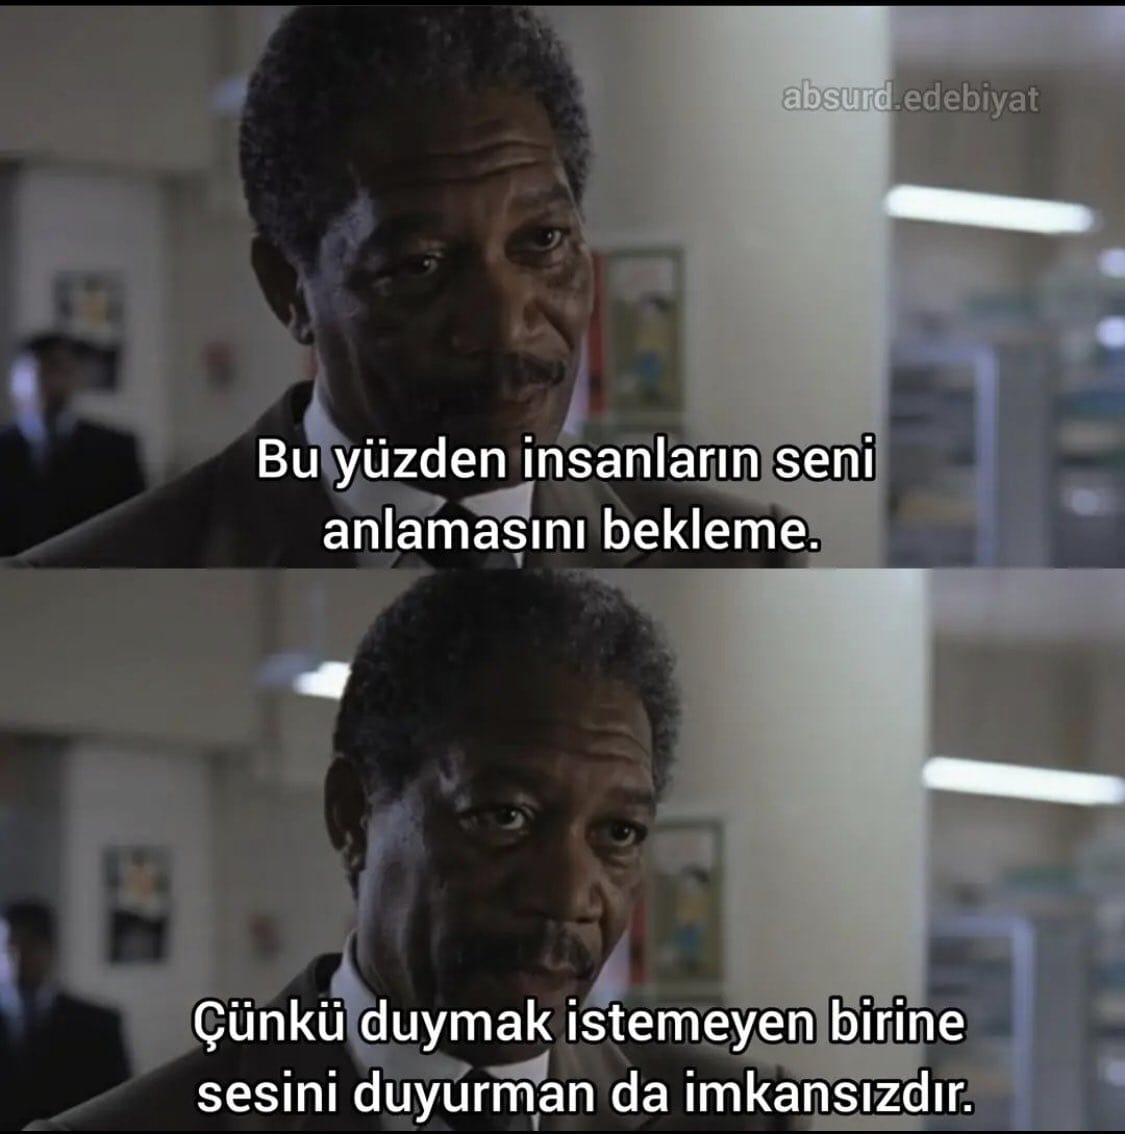 absurd.edebiyat
Bu yüzden insanların seni
anlamasını bekleme.
Çünkü duymak istemeyen birine
sesini duyurman da imkansızdır.